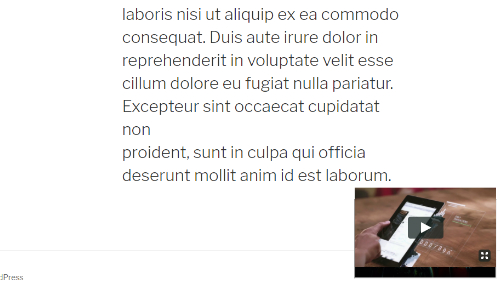 laboris nisi ut aliquip ex ea commodo
consequat. Duis aute irure dolor in
reprehenderit in voluptate velit esse
cillum dolore eu fugiat nulla pariatur.
Excepteur sint occaecat cupidatat
non
proident, sunt in culpa qui officia
deserunt mollit anim id est laborum.
dPress